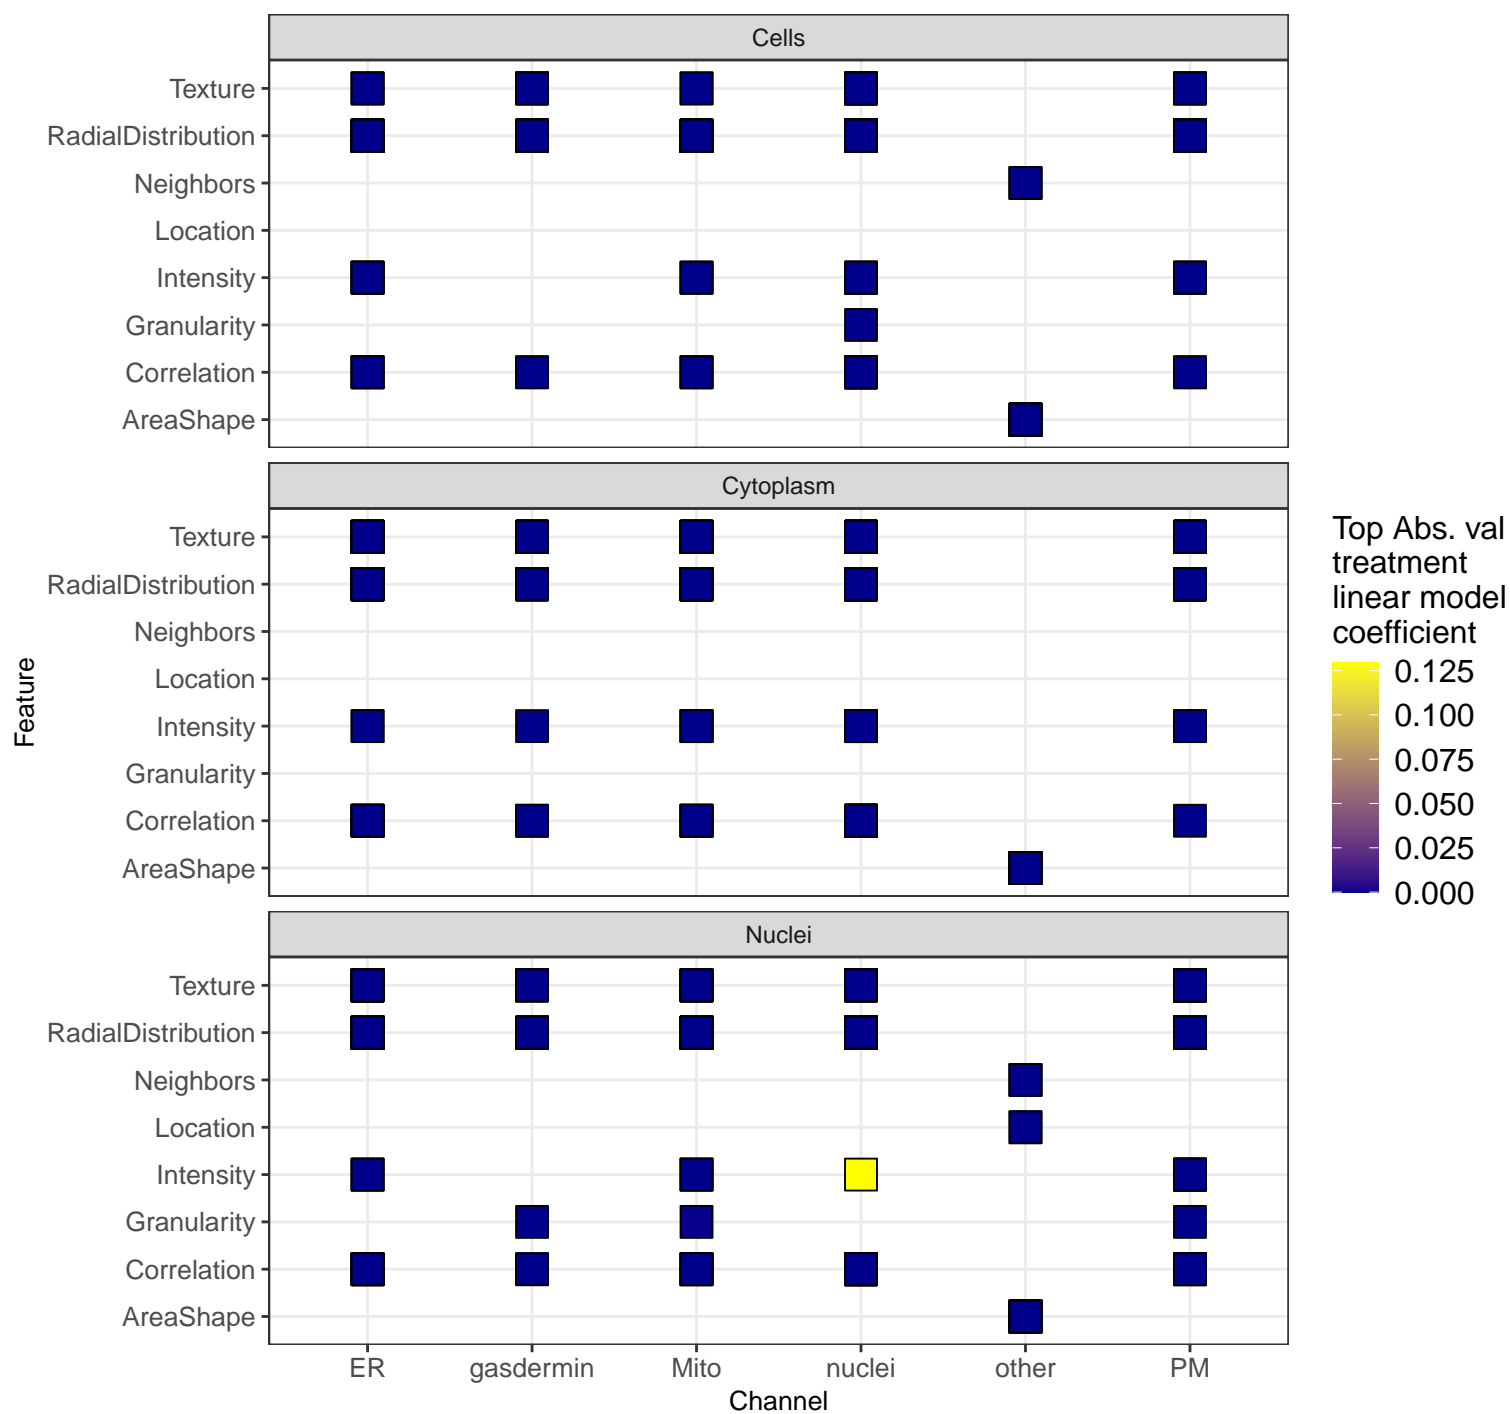 Cells
Texture
RadialDistribution
Neighbors
Location
Intensity
Granularity
Correlation
AreaShape
Cytoplasm
Texture
RadialDistribution
Neighbors
Location
Intensity
Granularity
Correlation
AreaShape
Feature
Nuclei
Texture
RadialDistribution
Neighbors
Location
Intensity
Granularity
Correlation
AreaShape
ER gasdermin Mito nuclei other PM
Channel
Top Abs. val
treatment
linear model
coefficient
0.125
0.100
0.075
0.050
0.025
0.000